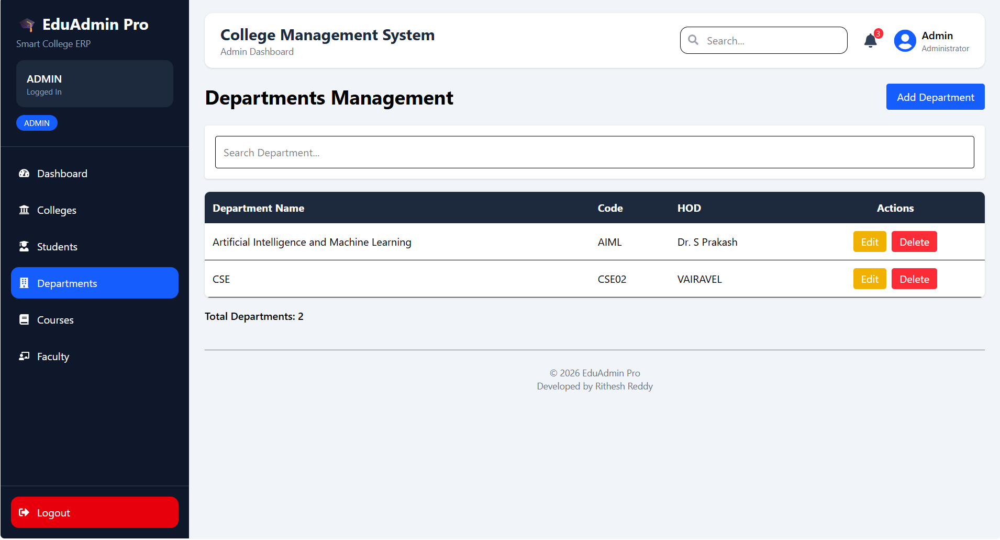 EduAdmin Pro
Smart College ERP
ADMIN
Logged In
ADMIN
Dashboard
Colleges
Students
Departments
Courses
Faculty
Logout
College Management System
Admin Dashboard
Search...
3
Admin
Administrator
Departments Management
Add Department
Search Department...
Department Name Code HOD Actions
Artificial Intelligence and Machine Learning AIML Dr. S Prakash Edit Delete
CSE CSE02 VAIRAVEL Edit Delete
Total Departments: 2
© 2026 EduAdmin Pro
Developed by Rithesh Reddy